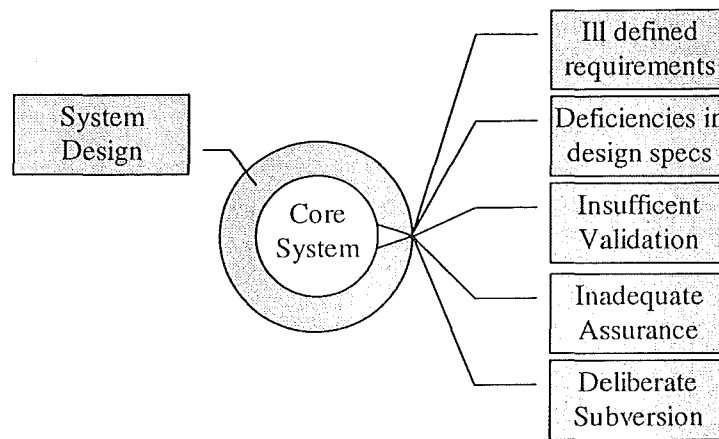 System
Design
Core
System
Ill defined
requirements
Deficiencies in
design specs
Insufficent
Validation
Inadequate
Assurance
Deliberate
Subversion